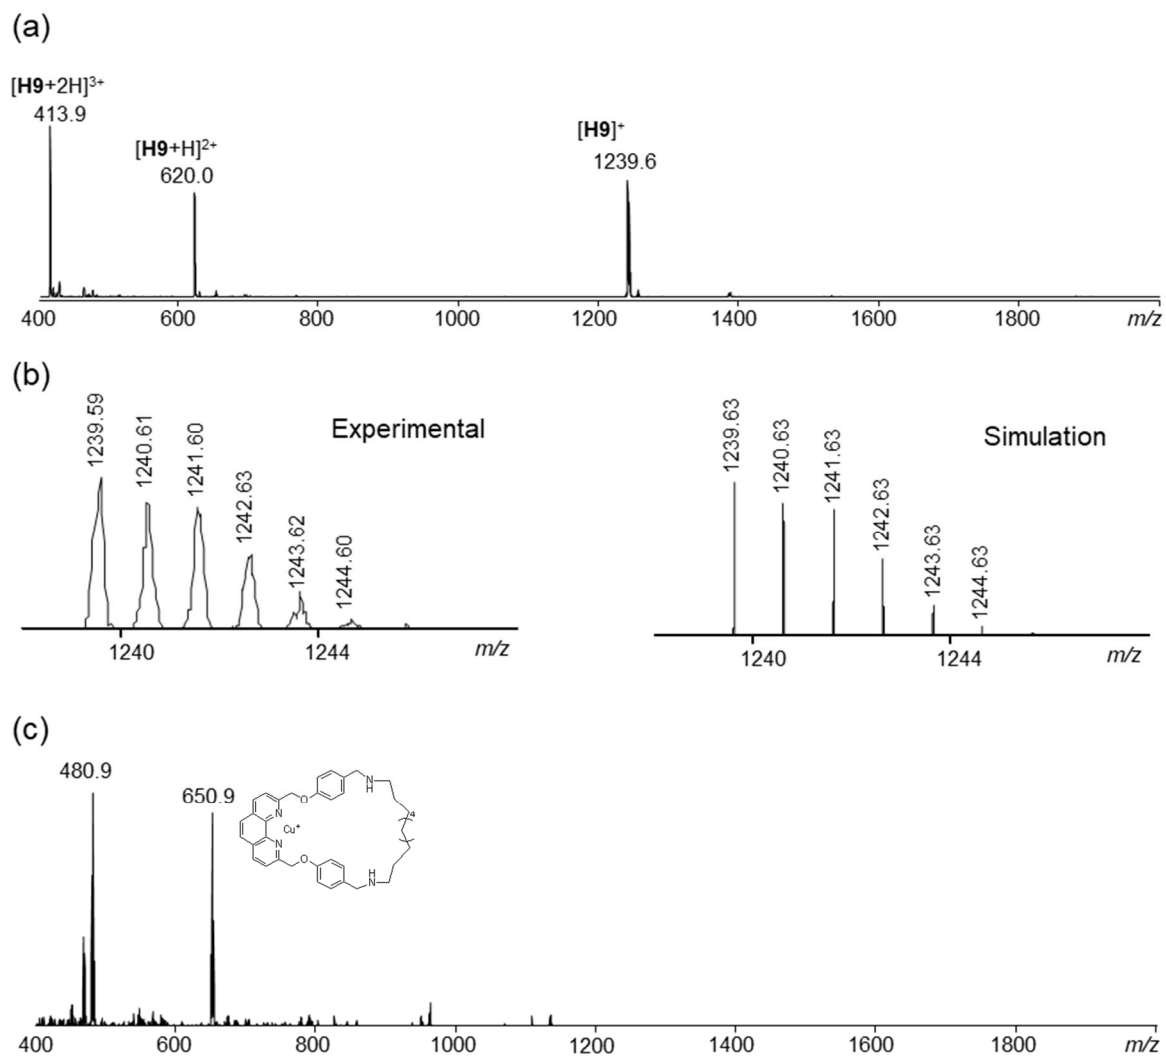 (a)
[H9+2H]3+
413.9
[H9+H]2+
620.0
[H9]+
1239.6
400 600 800 1000 1200 1400 1600 1800 m/z
(b)
1239.59 1240.61 1241.60 1242.63 1243.62 1244.60
Experimental
1240 1244 m/z
1239.63 1240.63 1241.63 1242.63 1243.63 1244.63
Simulation
1240 1244 m/z
(c)
480.9
650.9
O
H
N
N
Cu+
4
N
O
N
H
400 600 800 1000 1200 1400 1600 1800 m/z